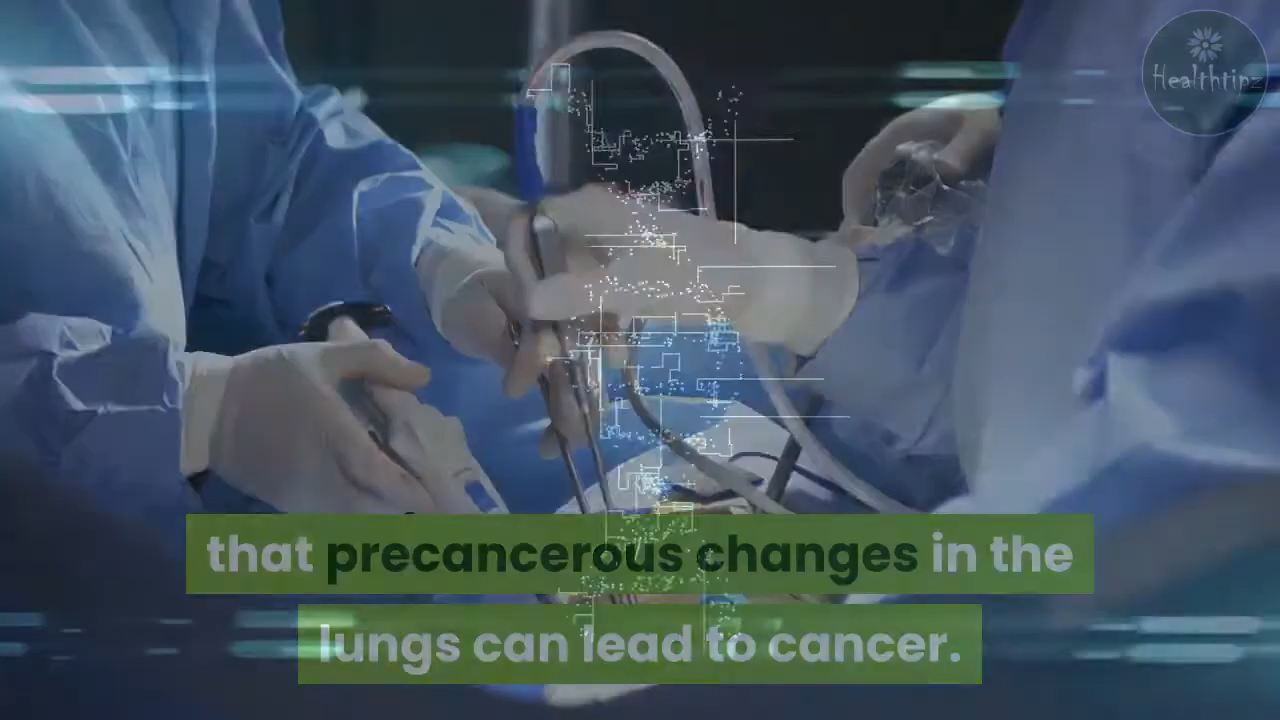 Healthtipz
that precancerous changes in the
lungs can lead to cancer.